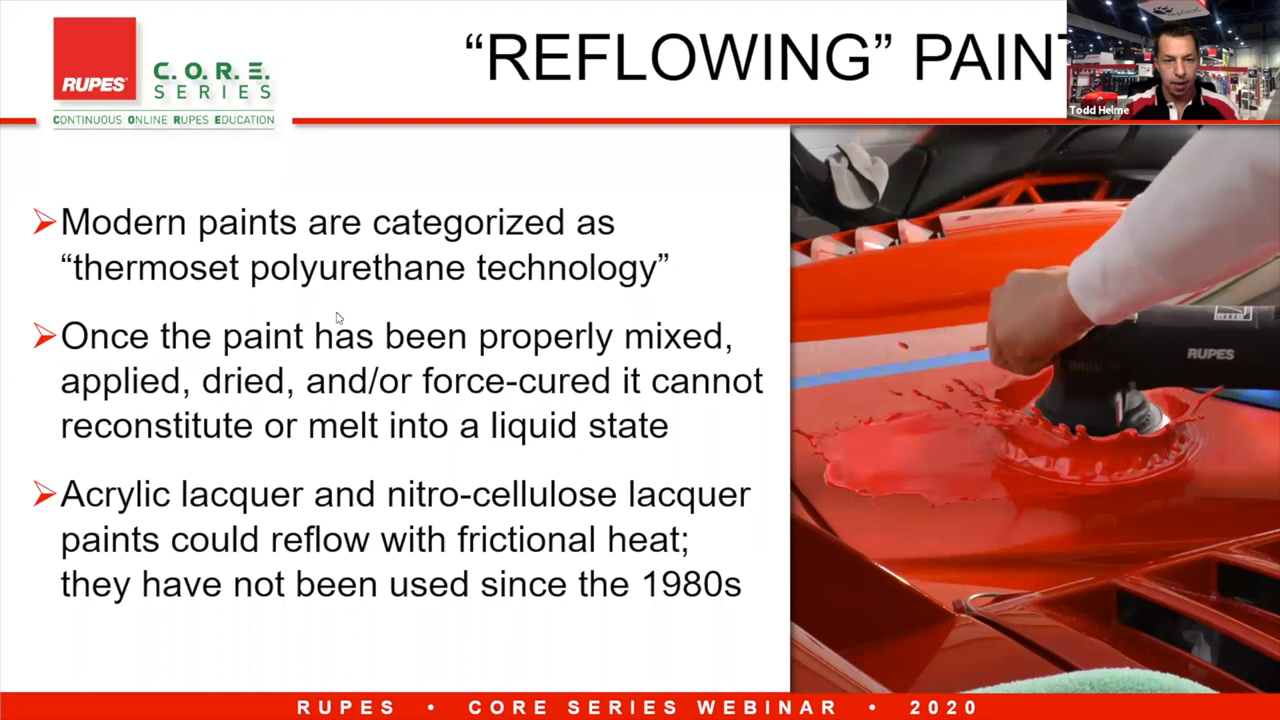 "REFLOWING" PAIN
RUPES®
C.O.R.E.
SERIES
CONTINUOUS ONLINE RUPES EDUCATION
Todd Helme
➢Modern paints are categorized as
"thermoset polyurethane technology"
➢Once the paint has been properly mixed,
applied, dried, and/or force-cured it cannot
reconstitute or melt into a liquid state
➢Acrylic lacquer and nitro-cellulose lacquer
paints could reflow with frictional heat;
they have not been used since the 1980s
RUPES
RUPES • CORE SERIES WEBINAR • 2020